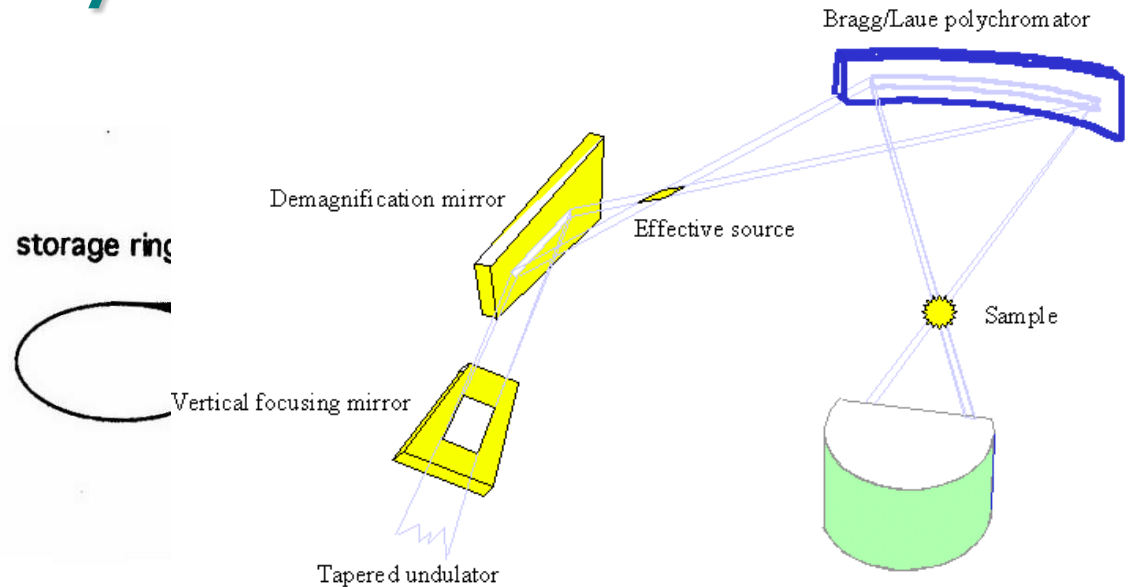 Bragg/Laue polychromator
Demagnification mirror
Effective source
storage ring
Sample
Vertical focusing mirror
Tapered undulator